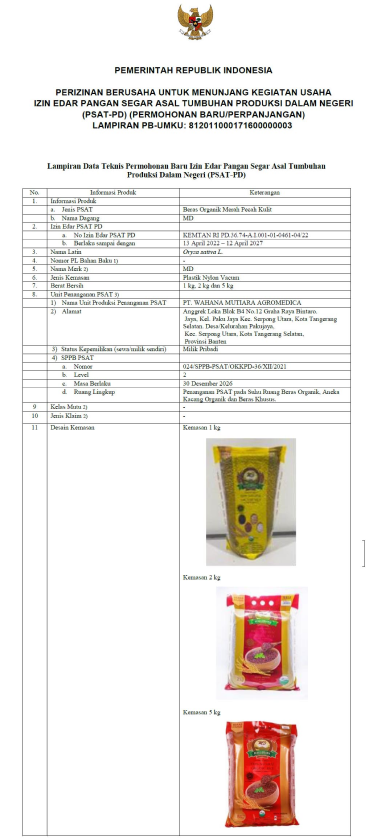 PEMERINTAH REPUBLIK INDONESIA
PERIZINAN BERUSAHA UNTUK MENUNJANG KEGIATAN USAHA
IZIN EDAR PANGAN SEGAR ASAL TUMBUHAN PRODUKSI DALAM NEGERI
(PSAT-PD) (PERMOHONAN BARU/PERPANJANGAN)
LAMPIRAN PB-UMKU: 812011000171600000003
Lampiran Data Teknis Permohonan Baru Izin Edar Pangan Segar Asal Tumbuhan
Produksi Dalam Negeri (PSAT-PD)
No. Informasi Produk Keterangan
1. Informasi Produk
a. Jenis PSAT Beras Organik Merah Pecah Kulit
b. Nama Dagang MD
2. Izin Edar PSAT PD
a. No Izin Edar PSAT PD KEMTAN RI PD.36.74-A.I.001-01-0461-04/22
b. Berlaku sampai dengan 13 April 2022 – 12 April 2027
3. Nama Latin Oryza sativa L.
4. Nomor PL Bahan Baku 1) -
5. Nama Merk 2) MD
6. Jenis Kemasan Plastik Nylon Vacum
7. Berat Bersih 1 kg, 2 kg dan 5 kg
8. Unit Penanganan PSAT 3)
1) Nama Unit Produksi Penanganan PSAT PT. WAHANA MUTIARA AGROMEDICA
2) Alamat Anggrek Loka Blok B4 No.12 Graha Raya Bintaro.
Jaya, Kel. Paku Jaya Kec. Serpong Utara, Kota Tangerang
Selatan. Desa/Kelurahan Pakujaya,
Kec. Serpong Utara, Kota Tangerang Selatan,
Provinsi Banten
3) Status Kepemilikan (sewa/milik sendiri) Milik Pribadi
4) SPPB PSAT
a. Nomor 024/SPPB-PSAT/OKKPD-36/XII/2021
b. Level 2
c. Masa Berlaku 30 Desember 2026
d. Ruang Lingkup Penanganan PSAT pada Suhu Ruang Beras Organik, Aneka
Kacang Organik dan Beras Khusus.
9 Kelas Mutu 2) -
10 Jenis Klaim 2) -
11 Desain Kemasan Kemasan 1 kg
Kemasan 2 kg
Kemasan 5 kg